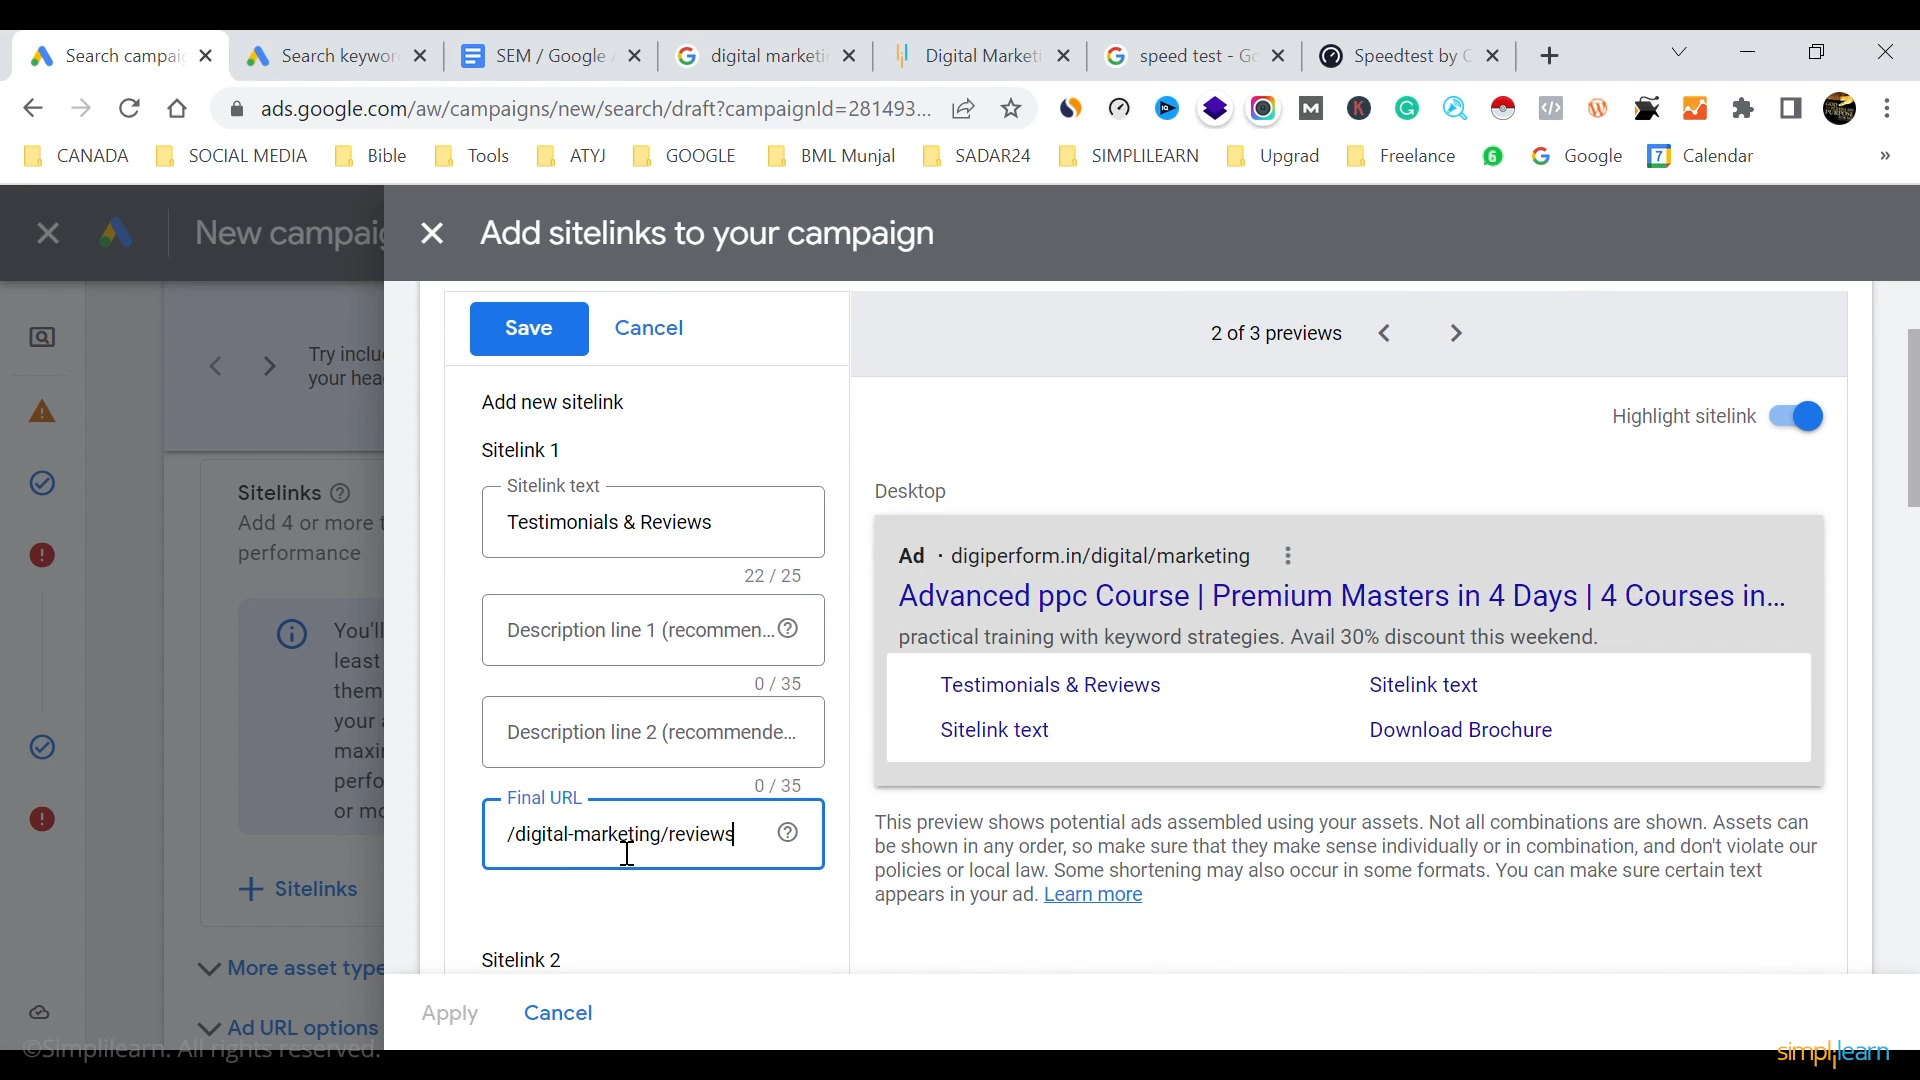 Search campaig
Search keywor
SEM / Google
digital marketi
Digital Marketi
speed test - Go
Speedtest by
ads.google.com/aw/campaigns/new/search/draft?campaignId=281493...
CANADA
SOCIAL MEDIA
Bible
Tools
ATYJ
GOOGLE
BML Munjal
SADAR24
SIMPLILEARN
Upgrad
Freelance
Google
7
Calendar
»
New campaig
Add sitelinks to your campaign
Try inclu
your hea
Sitelinks
Add 4 or more t
performance
You'll
least
them
your a
maxi
perfo
or mo
+ Sitelinks
More asset type
Ad URL options
©Simplilearn. All rights reserved.
Save
Cancel
Add new sitelink
Sitelink 1
Sitelink text
Testimonials & Reviews
22 / 25
Description line 1 (recommen...
0 / 35
Description line 2 (recommende...
0 / 35
Final URL
/digital-marketing/reviews
Sitelink 2
2 of 3 previews
Highlight sitelink
Desktop
Ad · digiperform.in/digital/marketing
Advanced ppc Course | Premium Masters in 4 Days | 4 Courses in...
practical training with keyword strategies. Avail 30% discount this weekend.
Testimonials & Reviews
Sitelink text
Sitelink text
Download Brochure
This preview shows potential ads assembled using your assets. Not all combinations are shown. Assets can
be shown in any order, so make sure that they make sense individually or in combination, and don't violate our
policies or local law. Some shortening may also occur in some formats. You can make sure certain text
appears in your ad. Learn more
Apply
Cancel
simplilearn